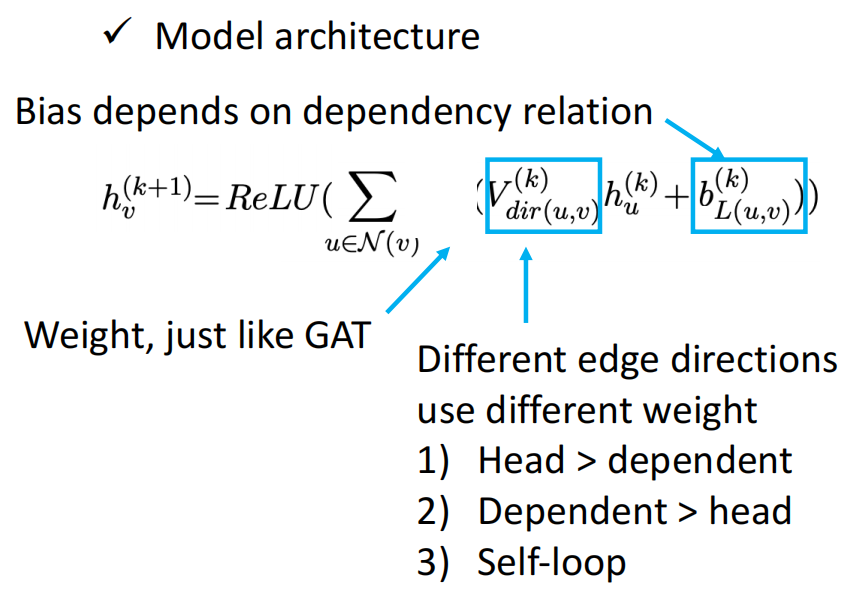 ✓ Model architecture
Bias depends on dependency relation
h_v^{(k+1)}=ReLU(∑_{u∈𝒩(v)} (V_{dir(u,v)}^{(k)} h_u^{(k)}+b_{L(u,v)}^{(k)}))
Weight, just like GAT
Different edge directions
use different weight
1) Head > dependent
2) Dependent > head
3) Self-loop